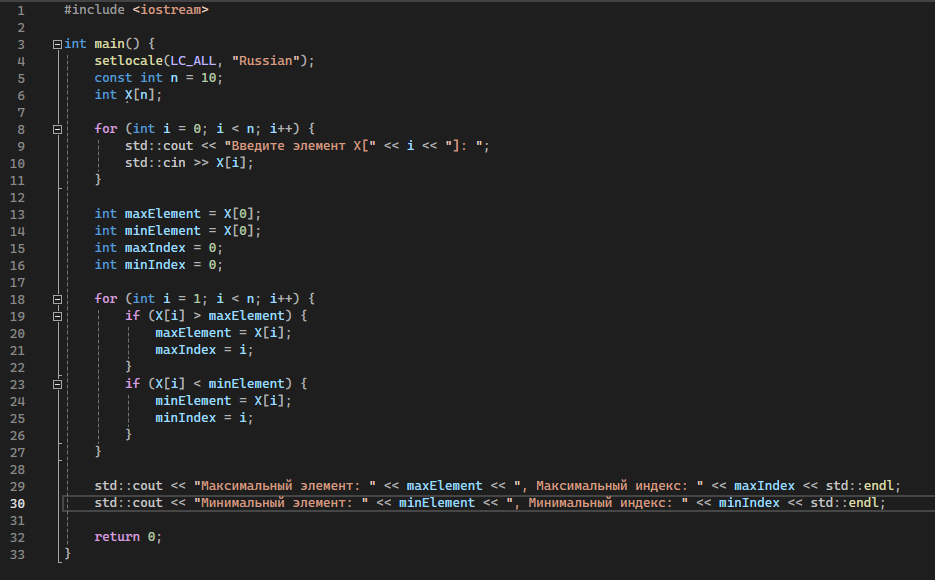 1 #include <iostream>
2
3 int main() {
4     setlocale(LC_ALL, "Russian");
5     const int n = 10;
6     int X[n];
7
8     for (int i = 0; i < n; i++) {
9         std::cout << "Введите элемент X[" << i << "]: ";
10         std::cin >> X[i];
11     }
12
13     int maxElement = X[0];
14     int minElement = X[0];
15     int maxIndex = 0;
16     int minIndex = 0;
17
18     for (int i = 1; i < n; i++) {
19         if (X[i] > maxElement) {
20             maxElement = X[i];
21             maxIndex = i;
22         }
23         if (X[i] < minElement) {
24             minElement = X[i];
25             minIndex = i;
26         }
27     }
28
29     std::cout << "Максимальный элемент: " << maxElement << ", Максимальный индекс: " << maxIndex << std::endl;
30     std::cout << "Минимальный элемент: " << minElement << ", Минимальный индекс: " << minIndex << std::endl;
31
32     return 0;
33 }